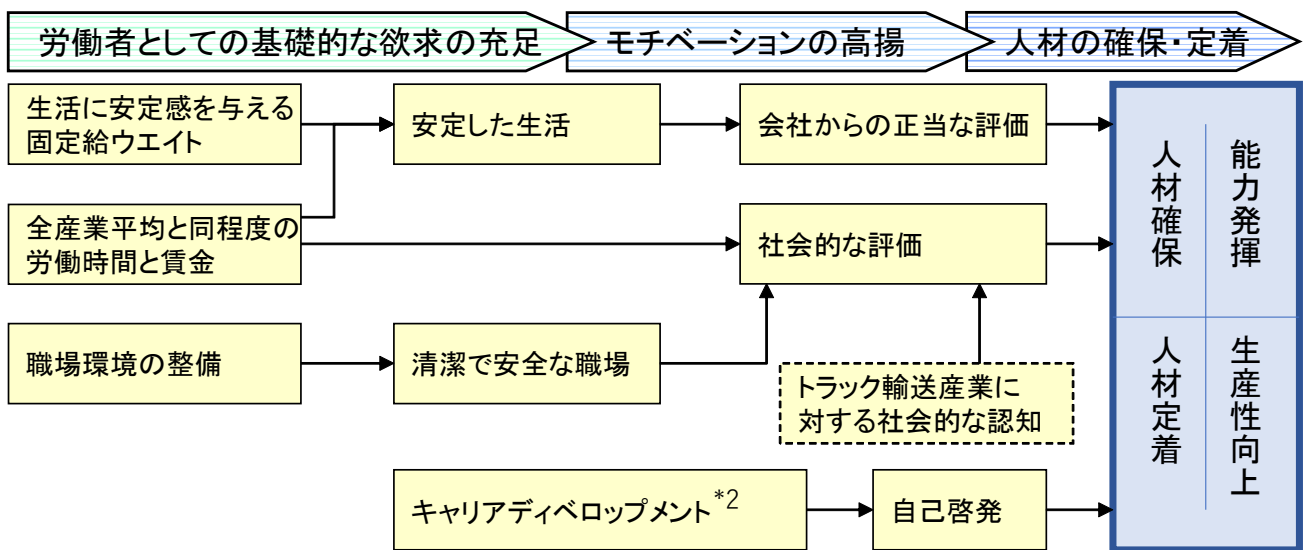 労働者としての基礎的な欲求の充足
モチベーションの高揚
人材の確保・定着
生活に安定感を与える
固定給ウエイト
安定した生活
会社からの正当な評価
全産業平均と同程度の
労働時間と賃金
社会的な評価
職場環境の整備
清潔で安全な職場
トラック輸送産業に
対する社会的な認知
キャリアディベロップメント*2
自己啓発
人材確保
能力発揮
人材定着
生産性向上